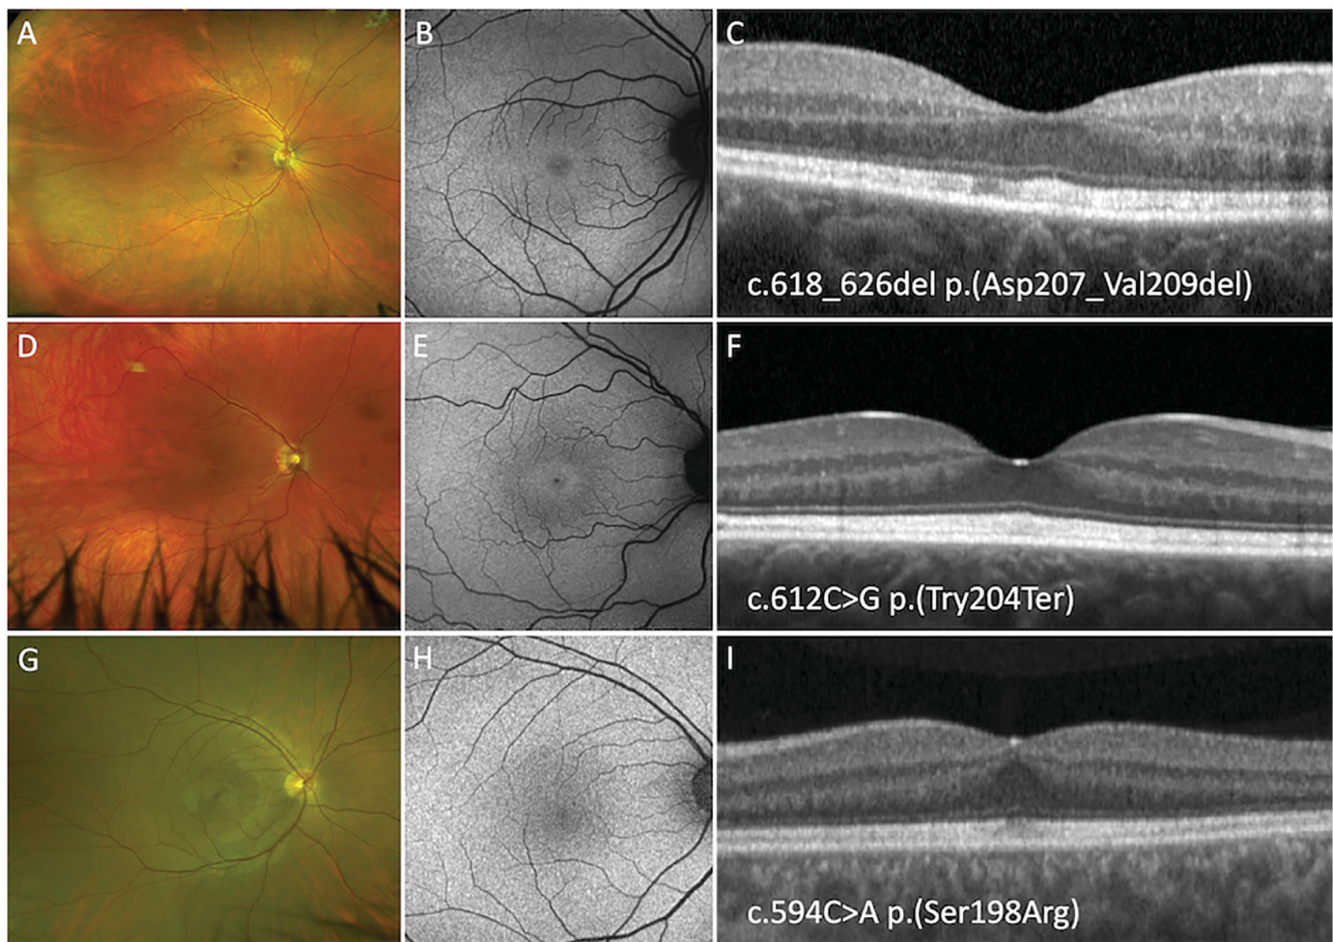 A
B
C
c.618_626del p.(Asp207_Val209del)
D
E
F
c.612C>G p.(Try204Ter)
G
H
I
c.594C>A p.(Ser198Arg)